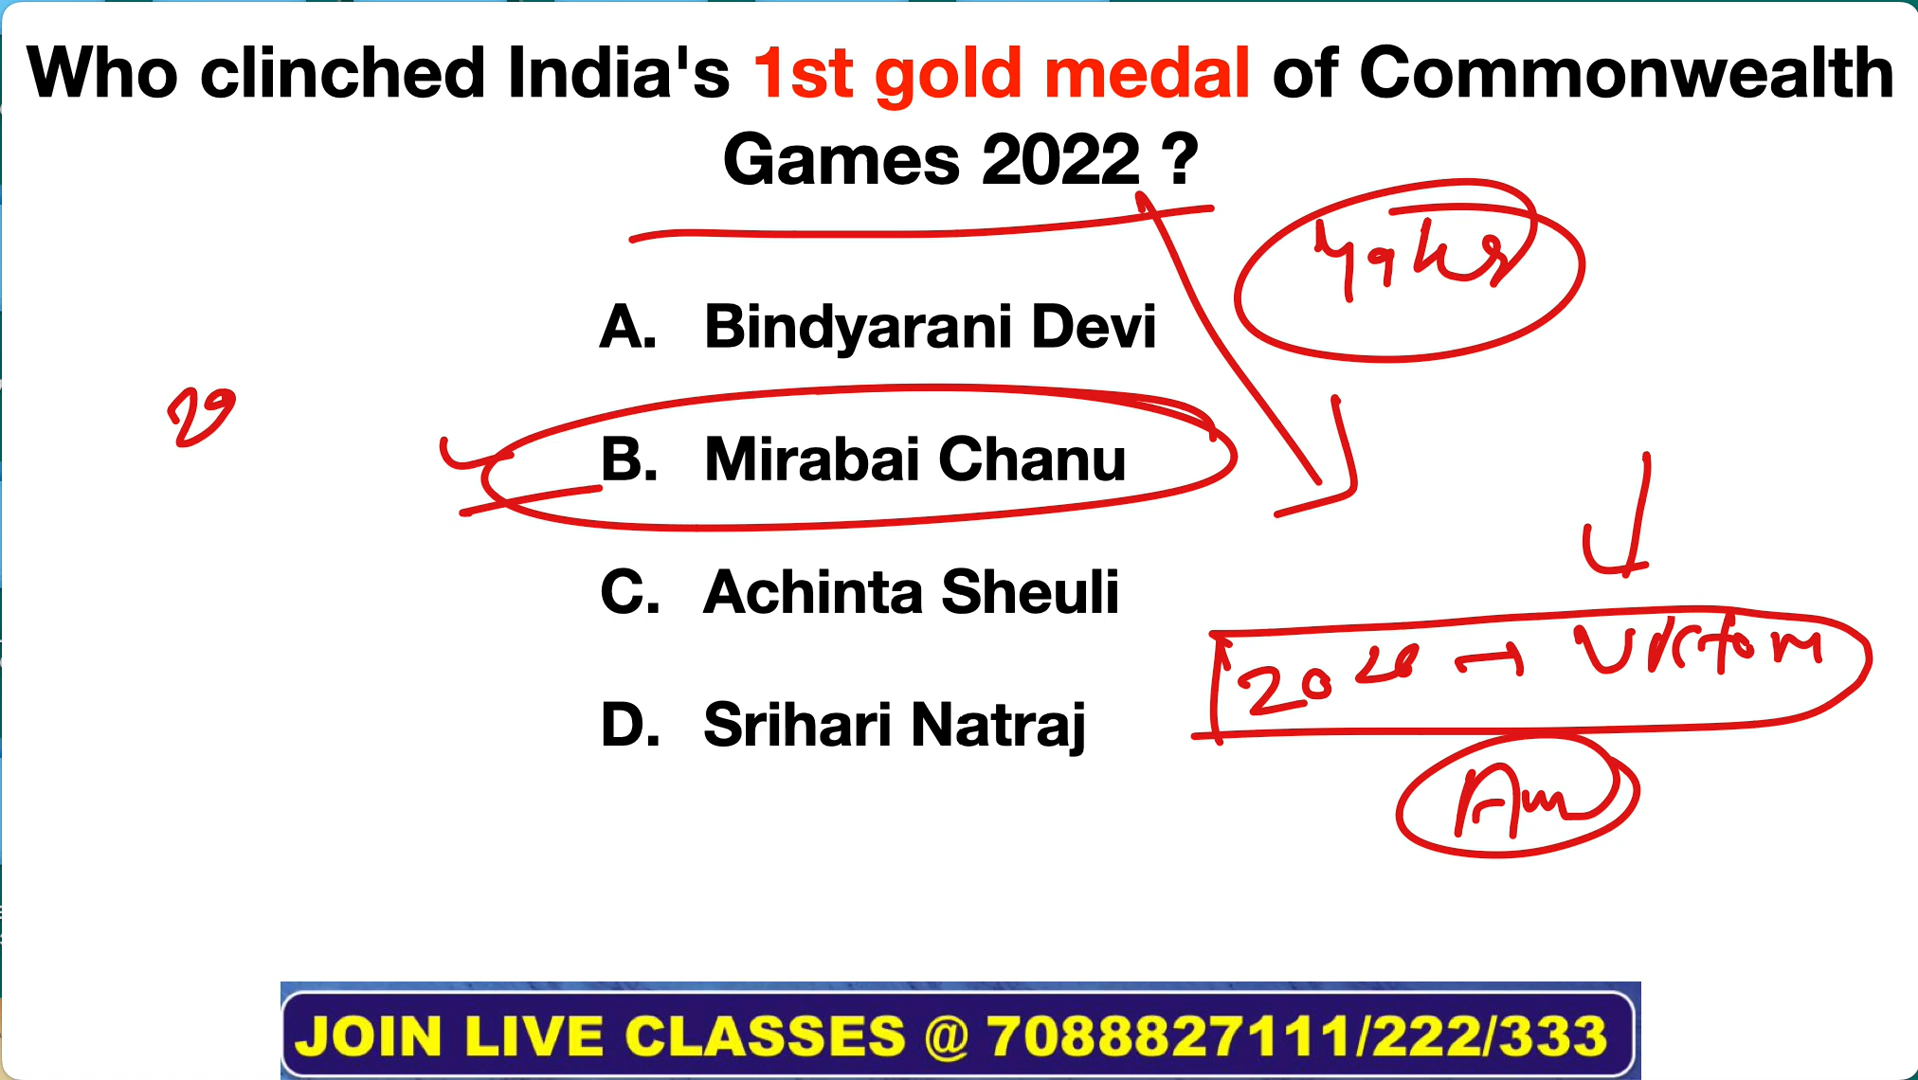 Who clinched India's 1st gold medal of Commonwealth
Games 2022 ?
A. Bindyarani Devi
B. Mirabai Chanu
C. Achinta Sheuli
D. Srihari Natraj
49kg
JOIN LIVE CLASSES @ 7088827111/222/333